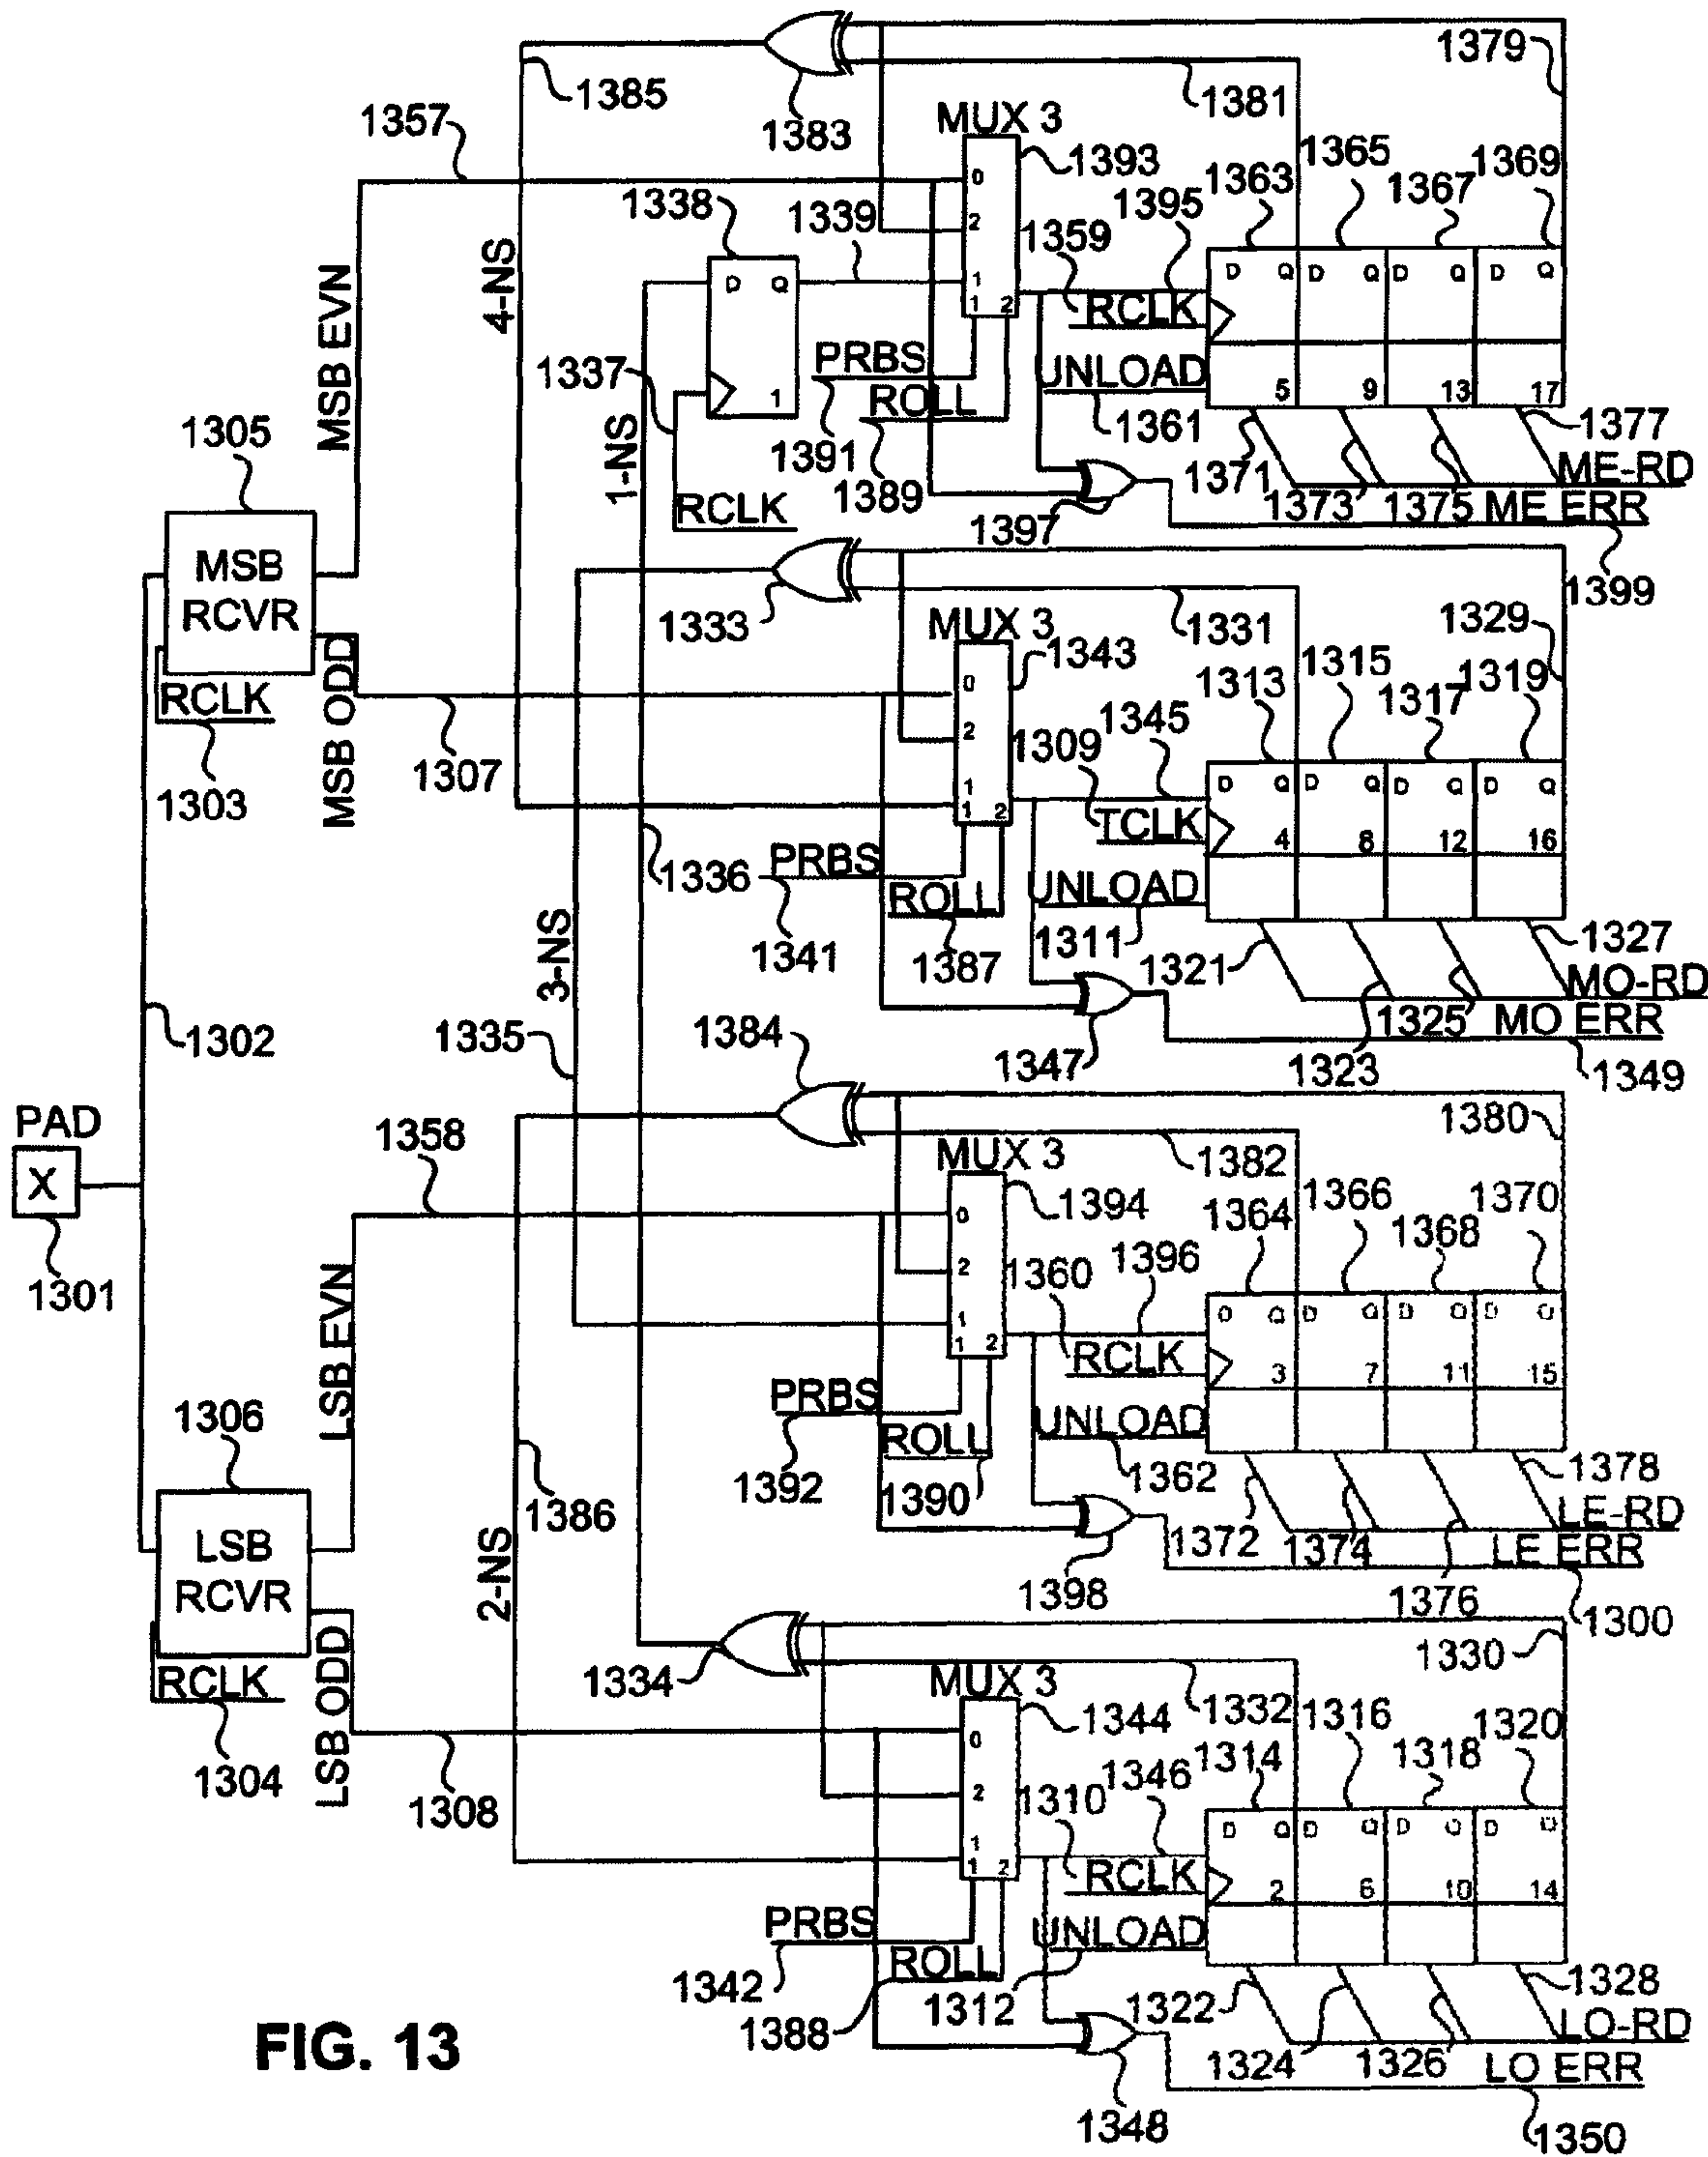 1379
1385
1381
1357
1383
MUX 3
1393
1365
1369
1363
1367
1338
1339
1395
0
2
1359
4-NS
D Q
1
1 2
RCLK
D Q D Q D Q D Q
MSB EVN
1337
PRBS
UNLOAD
1
ROLL
5 9 13 17
1361
1377
1-NS
1391
1371
ME-RD
1305
1389
1373
1375
ME ERR
RCLK
1397
MSB
RCVR
1399
1333
1331
1329
MUX 3
1343
1315
1319
1313
1317
RCLK
MSB ODD
0
2
1309
1345
1307
1303
1
1 2
D Q D Q D Q D Q
TCLK
4 8 12 16
PRBS
1336
ROLL
UNLOAD
3-NS
1341
1387
1311
1321
1327
MO-RD
1325
MO ERR
1302
1384
1335
1347
1323
1349
PAD
1358
1380
X
MUX 3
1382
1394
1366
1370
1364
1368
0
1301
2
1360
1396
LSB EVN
1
1 2
D Q D Q D Q D Q
RCLK
3 7 11 15
PRBS
1306
UNLOAD
ROLL
1378
1392
1390
1362
1386
LE-RD
LSB
RCVR
2-NS
1372
1374
LE ERR
1398
1376
1300
1330
RCLK
1334
MUX 3
1332
1316
1344
1320
LSB ODD
0
1314
1318
1304
1308
2
1310
1346
1
1 2
D Q D Q D Q D Q
RCLK
2 6 10 14
PRBS
UNLOAD
ROLL
1342
1312
1322
1328
1388
LO-RD
FIG. 13
1324
1326
LO ERR
1348
1350